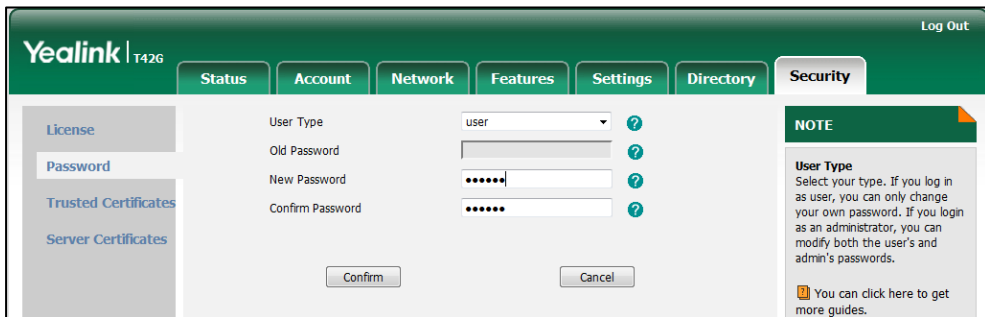 Log Out
Yealink T42G
Status Account Network Features Settings Directory Security
License
Password
Trusted Certificates
Server Certificates
User Type user ?
Old Password ?
New Password •••••• ?
Confirm Password •••••• ?
Confirm Cancel
NOTE
User Type
Select your type. If you log in
as user, you can only change
your own password. If you login
as an administrator, you can
modify both the user's and
admin's passwords.
? You can click here to get
more guides.